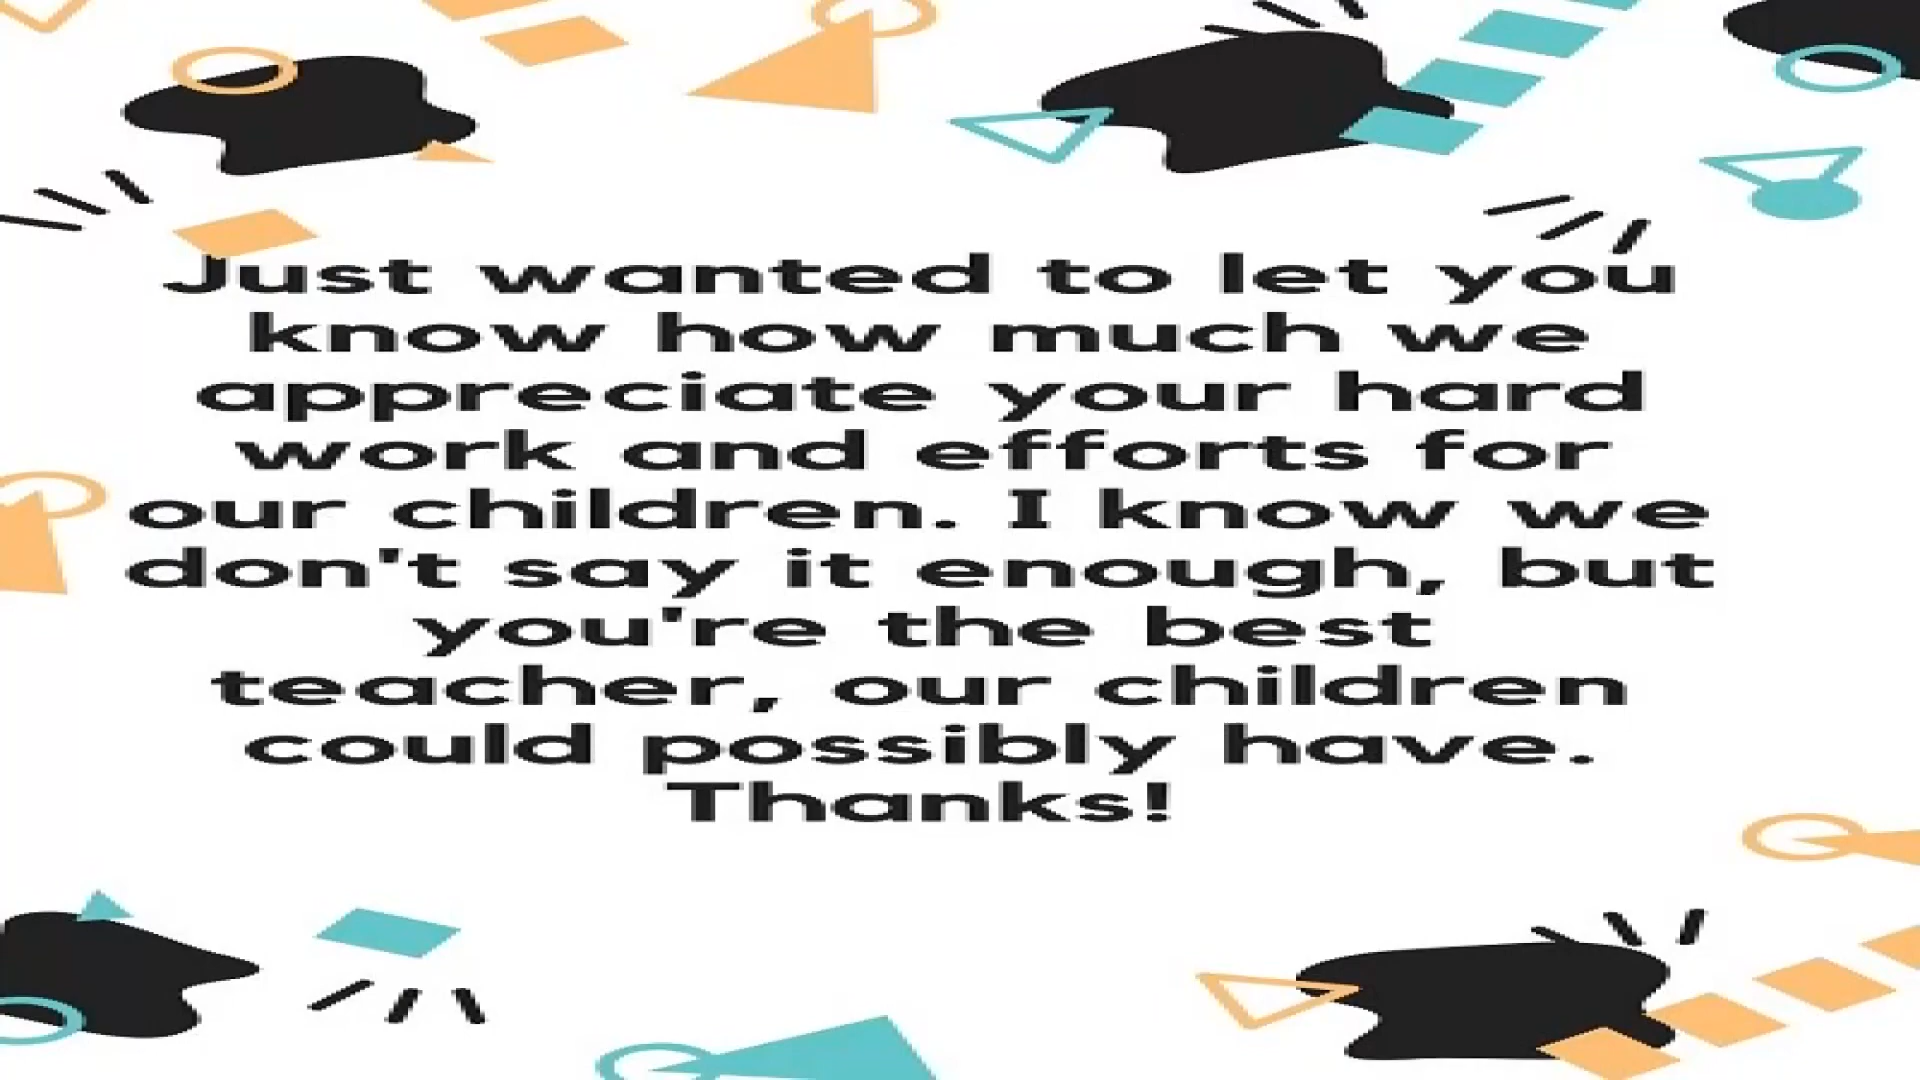 Just wanted to let you
know how much we
appreciate your hard
work and efforts for
our children. I know we
don't say it enough, but
you're the best
teacher, our children
could possibly have.
Thanks!